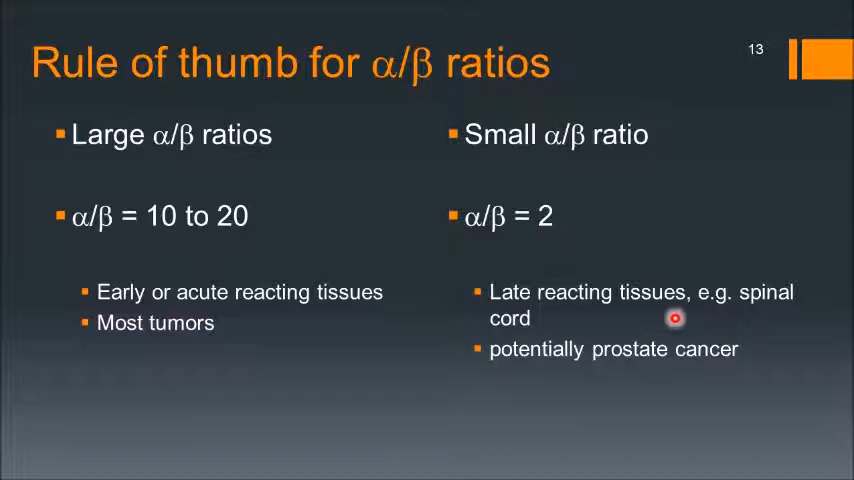 13
Rule of thumb for α/β ratios
Large α/β ratios
α/β = 10 to 20
Early or acute reacting tissues
Most tumors
Small α/β ratio
α/β = 2
Late reacting tissues, e.g. spinal
cord
potentially prostate cancer